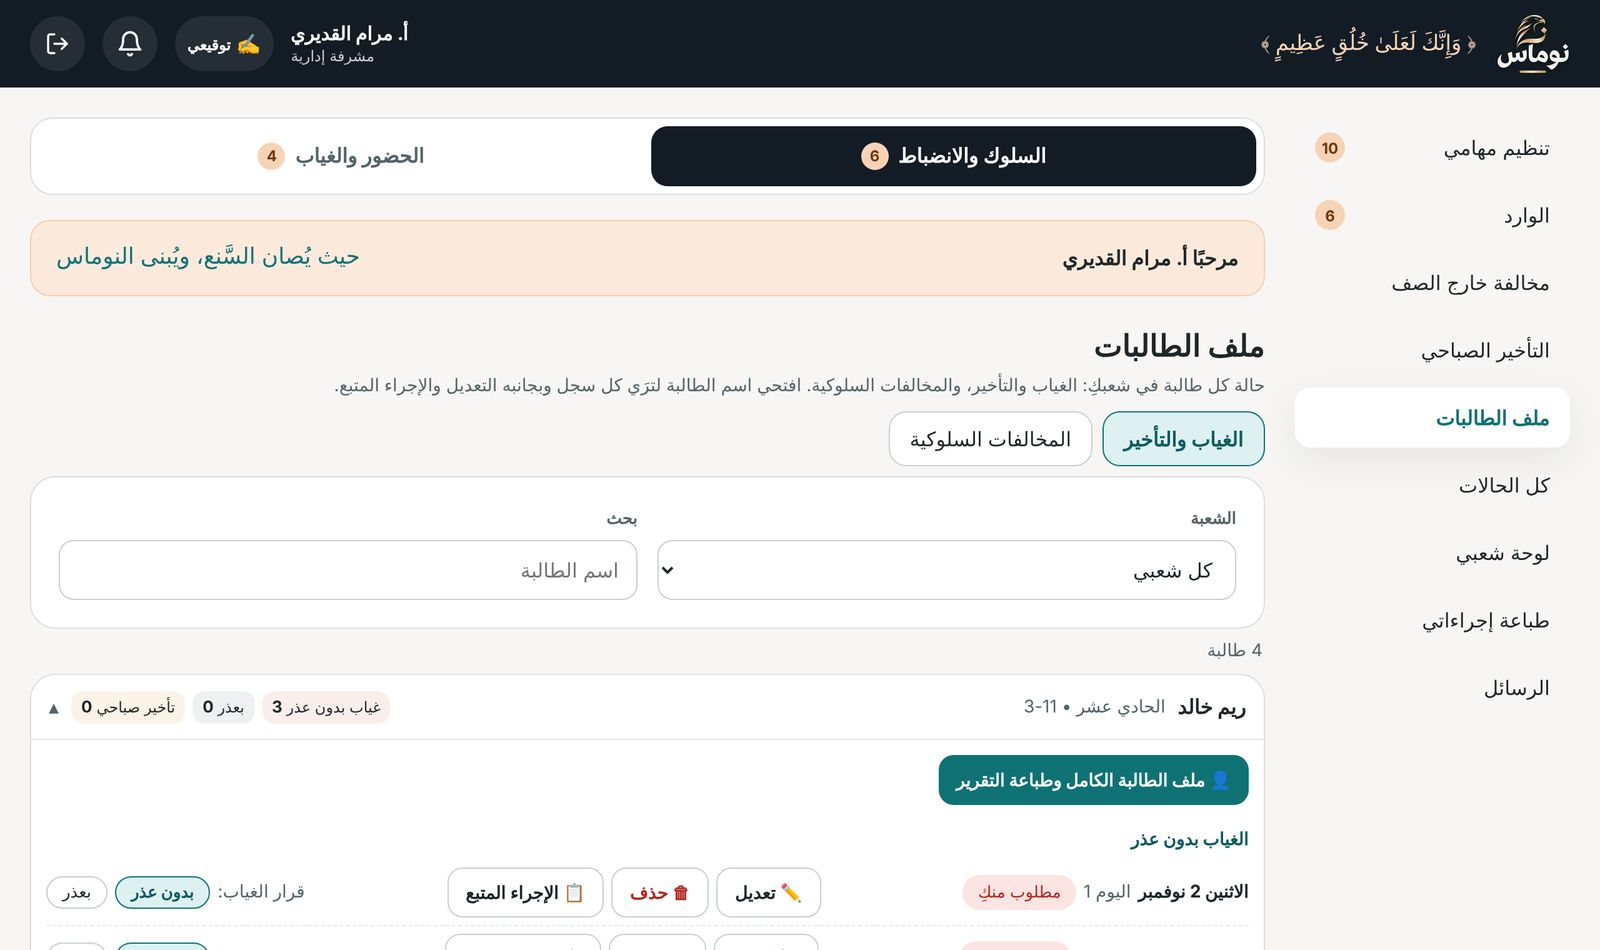 نوماس
﴿ وَإِنَّكَ لَعَلَىٰ خُلُقٍ عَظِيمٍ ﴾
أ. مرام القديري
مشرفة إدارية
✍️ توقيعي
تنظيم مهامي 10
الوارد 6
مخالفة خارج الصف
التأخير الصباحي
ملف الطالبات
كل الحالات
لوحة شعبي
طباعة إجراءاتي
الرسائل
السلوك والانضباط 6
الحضور والغياب 4
مرحبًا أ. مرام القديري
حيث يُصان السَّنع، ويُبنى النوماس
ملف الطالبات
حالة كل طالبة في شعبكِ: الغياب والتأخير، والمخالفات السلوكية. افتحي اسم الطالبة لترَي كل سجل وبجانبه التعديل والإجراء المتبع.
الغياب والتأخير
المخالفات السلوكية
الشعبة
كل شعبي
بحث
اسم الطالبة
4 طالبة
ريم خالد الحادي عشر • 11-3
غياب بدون عذر 3 بعذر 0 تأخير صباحي 0 ▲
👤 ملف الطالبة الكامل وطباعة التقرير
الغياب بدون عذر
الاثنين 2 نوفمبر اليوم 1 مطلوب منكِ ✏️ تعديل 🗑 حذف 📋 الإجراء المتبع قرار الغياب: بدون عذر بعذر